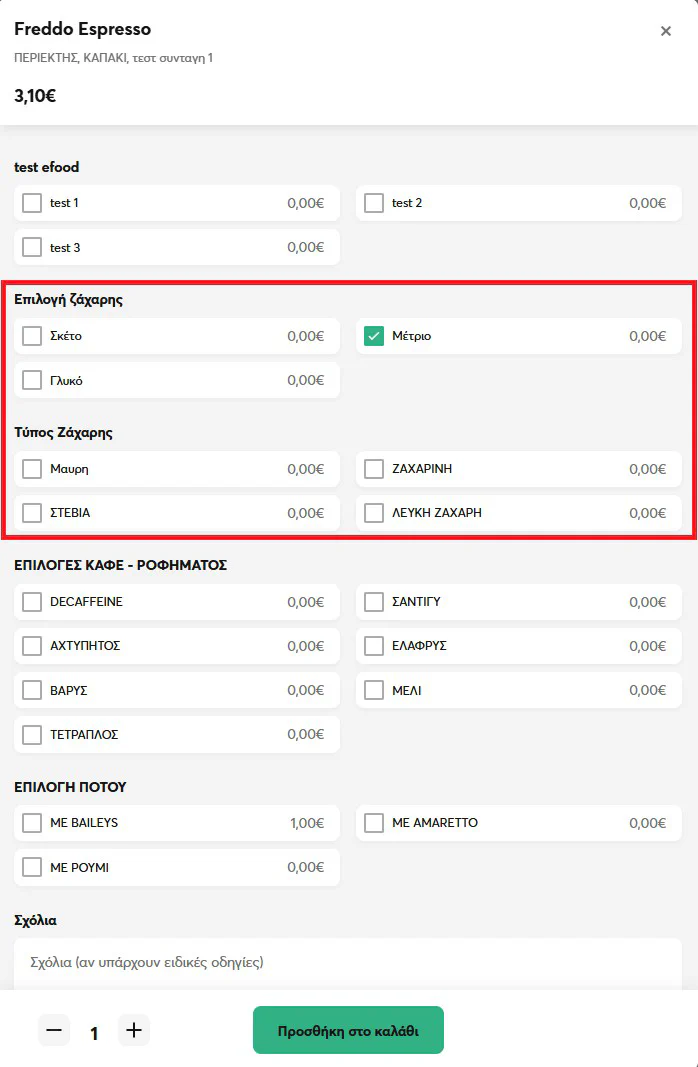 Freddo Espresso
ΠΕΡΙΕΚΤΗΣ, ΚΑΠΑΚΙ, τεστ συνταγη 1
3,10€
test efood
test 1 0,00€ test 2 0,00€
test 3 0,00€
Επιλογή ζάχαρης
Σκέτο 0,00€ Μέτριο 0,00€
Γλυκό 0,00€
Τύπος Ζάχαρης
Μαυρη 0,00€ ΖΑΧΑΡΙΝΗ 0,00€
ΣΤΕΒΙΑ 0,00€ ΛΕΥΚΗ ΖΑΧΑΡΗ 0,00€
ΕΠΙΛΟΓΕΣ ΚΑΦΕ - ΡΟΦΗΜΑΤΟΣ
DECAFFEINE 0,00€ ΣΑΝΤΙΓΥ 0,00€
ΑΧΤΥΠΗΤΟΣ 0,00€ ΕΛΑΦΡΥΣ 0,00€
ΒΑΡΥΣ 0,00€ ΜΕΛΙ 0,00€
ΤΕΤΡΑΠΛΟΣ 0,00€
ΕΠΙΛΟΓΗ ΠΟΤΟΥ
ΜΕ BAILEYS 1,00€ ΜΕ AMARETTO 0,00€
ΜΕ ΡΟΥΜΙ 0,00€
Σχόλια
Σχόλια (αν υπάρχουν ειδικές οδηγίες)
1 Προσθήκη στο καλάθι